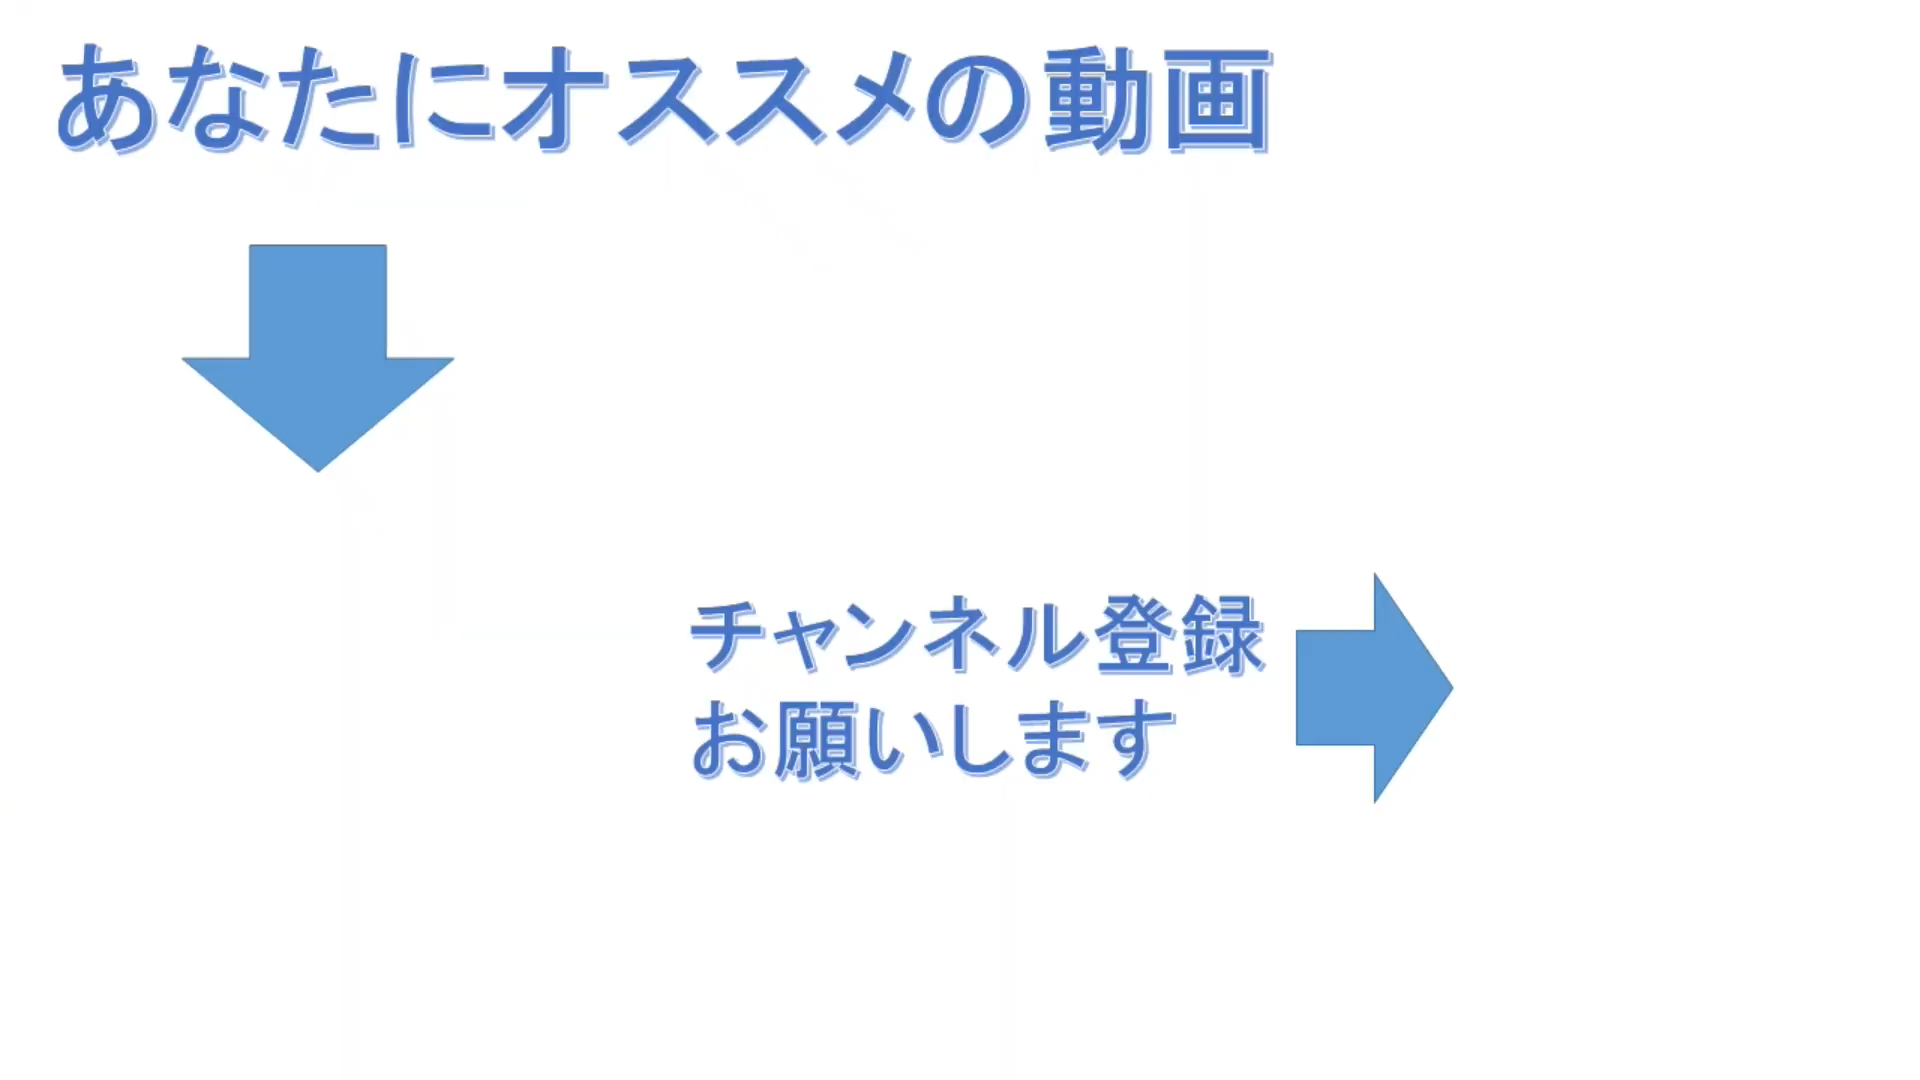 あなたにオススメの動画
チャンネル登録
お願いします